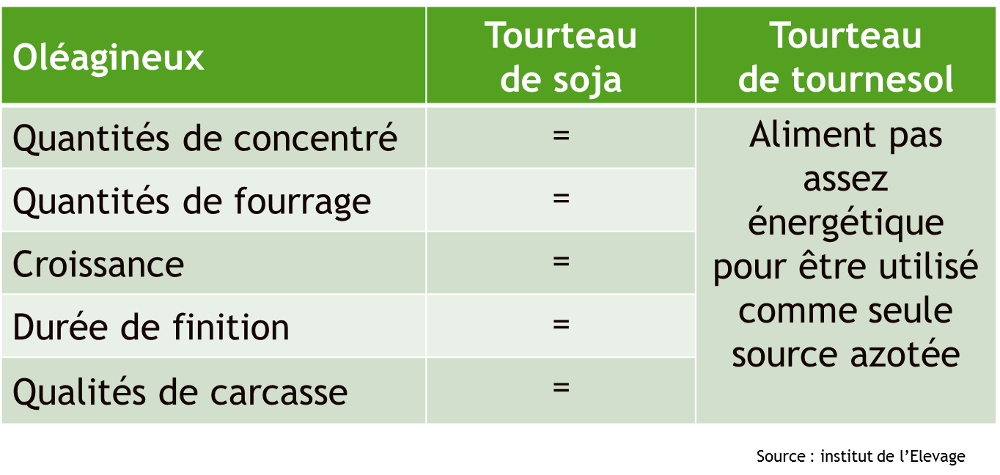 Oléagineux
Tourteau
de soja
Tourteau
de tournesol
Quantités de concentré
=
Quantités de fourrage
=
Croissance
=
Durée de finition
=
Qualités de carcasse
=
Aliment pas
assez
énergétique
pour être utilisé
comme seule
source azotée
Source : institut de l’Elevage